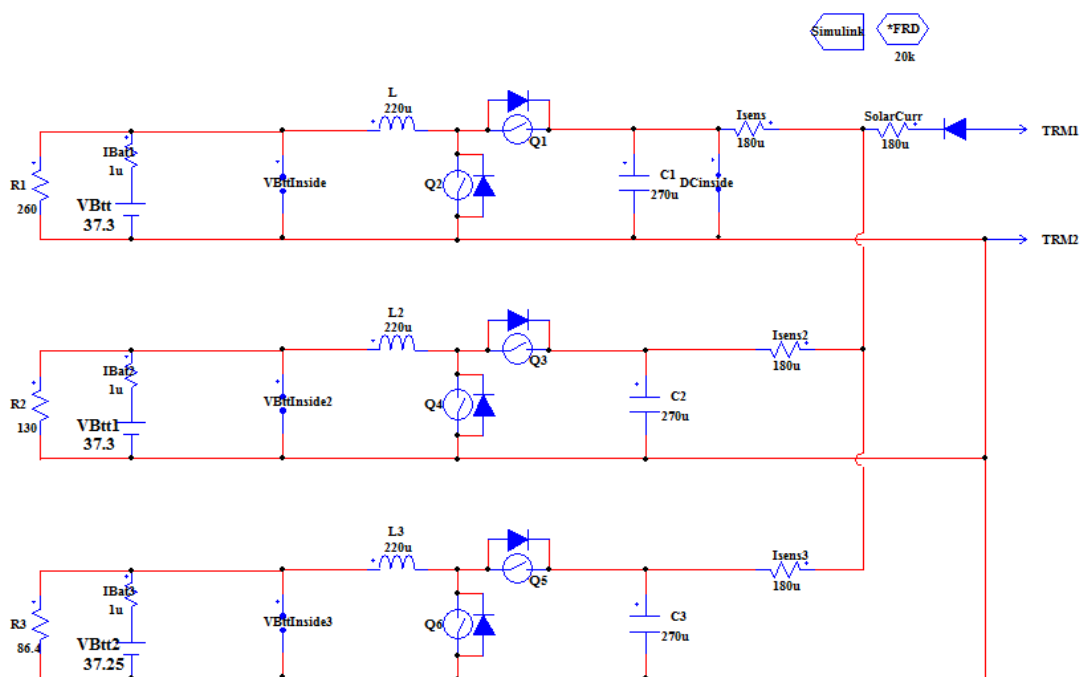 Simulink
*FRD
20k
L
220u
Q1
Isens
180u
SolarCurr
180u
TRM1
IBat1
1u
R1
260
VBtt
37.3
VBttInside
Q2
C1
270u
DCinside
TRM2
L2
220u
Q3
Isens2
180u
IBat2
1u
R2
130
VBtt1
37.3
VBttInside2
Q4
C2
270u
L3
220u
Q5
Isens3
180u
IBat3
1u
R3
86.4
VBtt2
37.25
VBttInside3
Q6
C3
270u